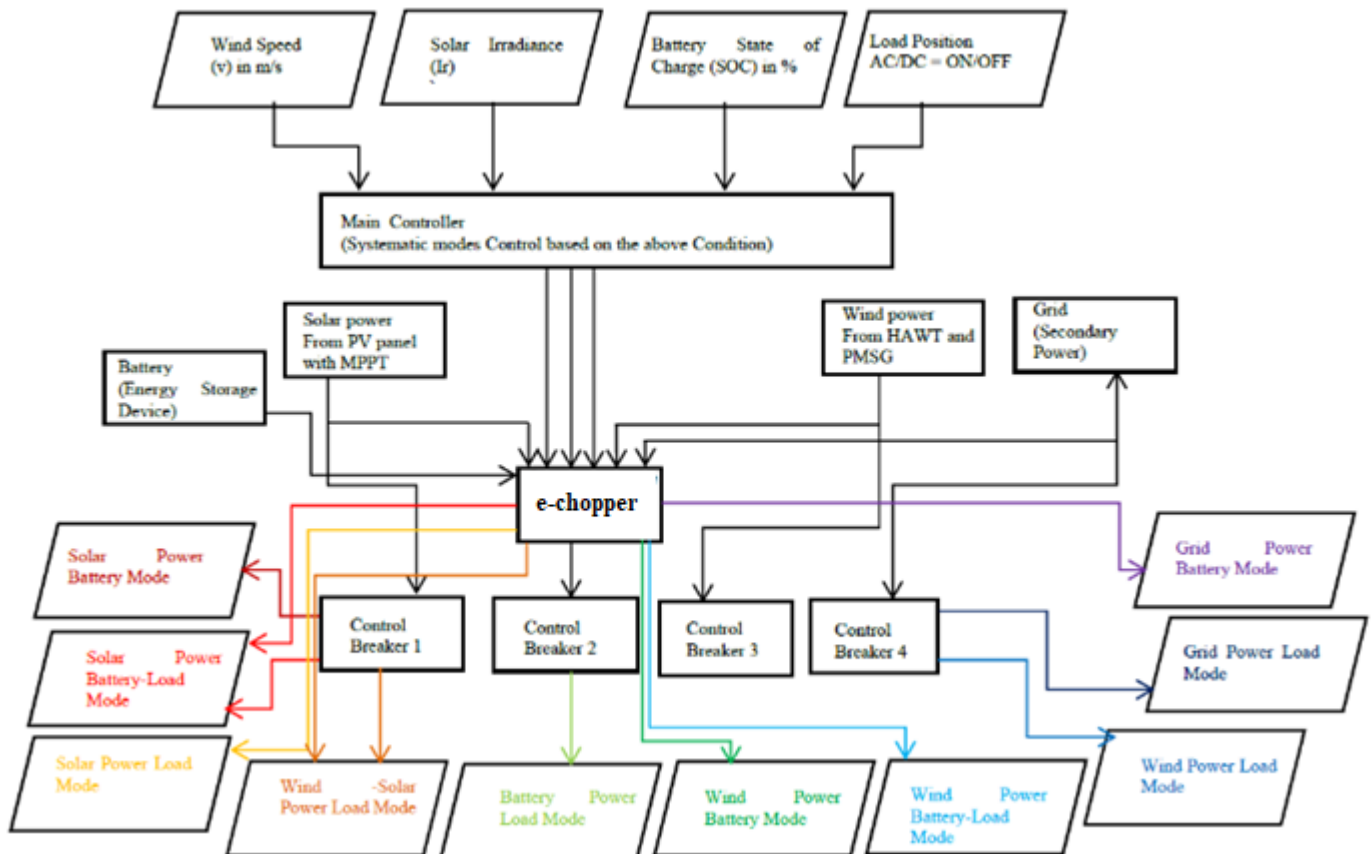 Wind Speed
(v) in m/s
Solar Irradiance
(Ir)
`
Battery State of
Charge (SOC) in %
Load Position
AC/DC = ON/OFF
Main Controller
(Systematic modes Control based on the above Condition)
Solar power
From PV panel
with MPPT
Wind power
From HAWT and
PMSG
Grid
(Secondary
Power)
Battery
(Energy Storage
Device)
e-chopper
Solar Power
Battery Mode
Grid Power
Battery Mode
Control
Breaker 1
Control
Breaker 2
Control
Breaker 3
Control
Breaker 4
Solar Power
Battery-Load
Mode
Grid Power Load
Mode
Solar Power Load
Mode
Wind -Solar
Power Load Mode
Battery Power
Load Mode
Wind Power
Battery Mode
Wind Power
Battery-Load
Mode
Wind Power Load
Mode